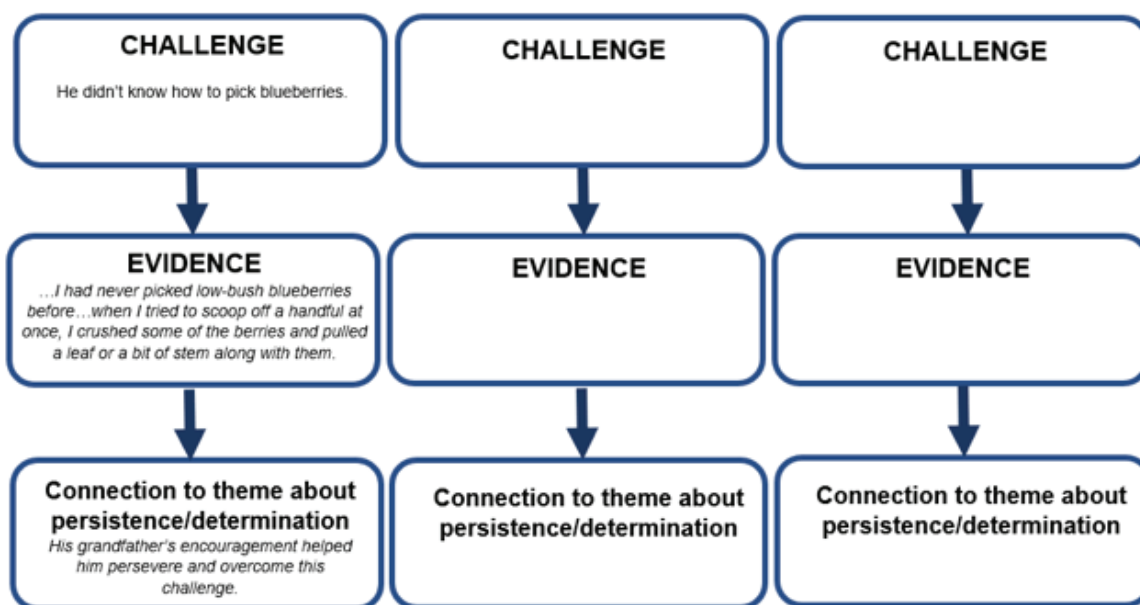 CHALLENGE
He didn't know how to pick blueberries.
EVIDENCE
...I had never picked low-bush blueberries
before...when I tried to scoop off a handful at
once, I crushed some of the berries and pulled
a leaf or a bit of stem along with them.
Connection to theme about
persistence/determination
His grandfather's encouragement helped
him persevere and overcome this
challenge.
CHALLENGE
EVIDENCE
Connection to theme about
persistence/determination
CHALLENGE
EVIDENCE
Connection to theme about
persistence/determination